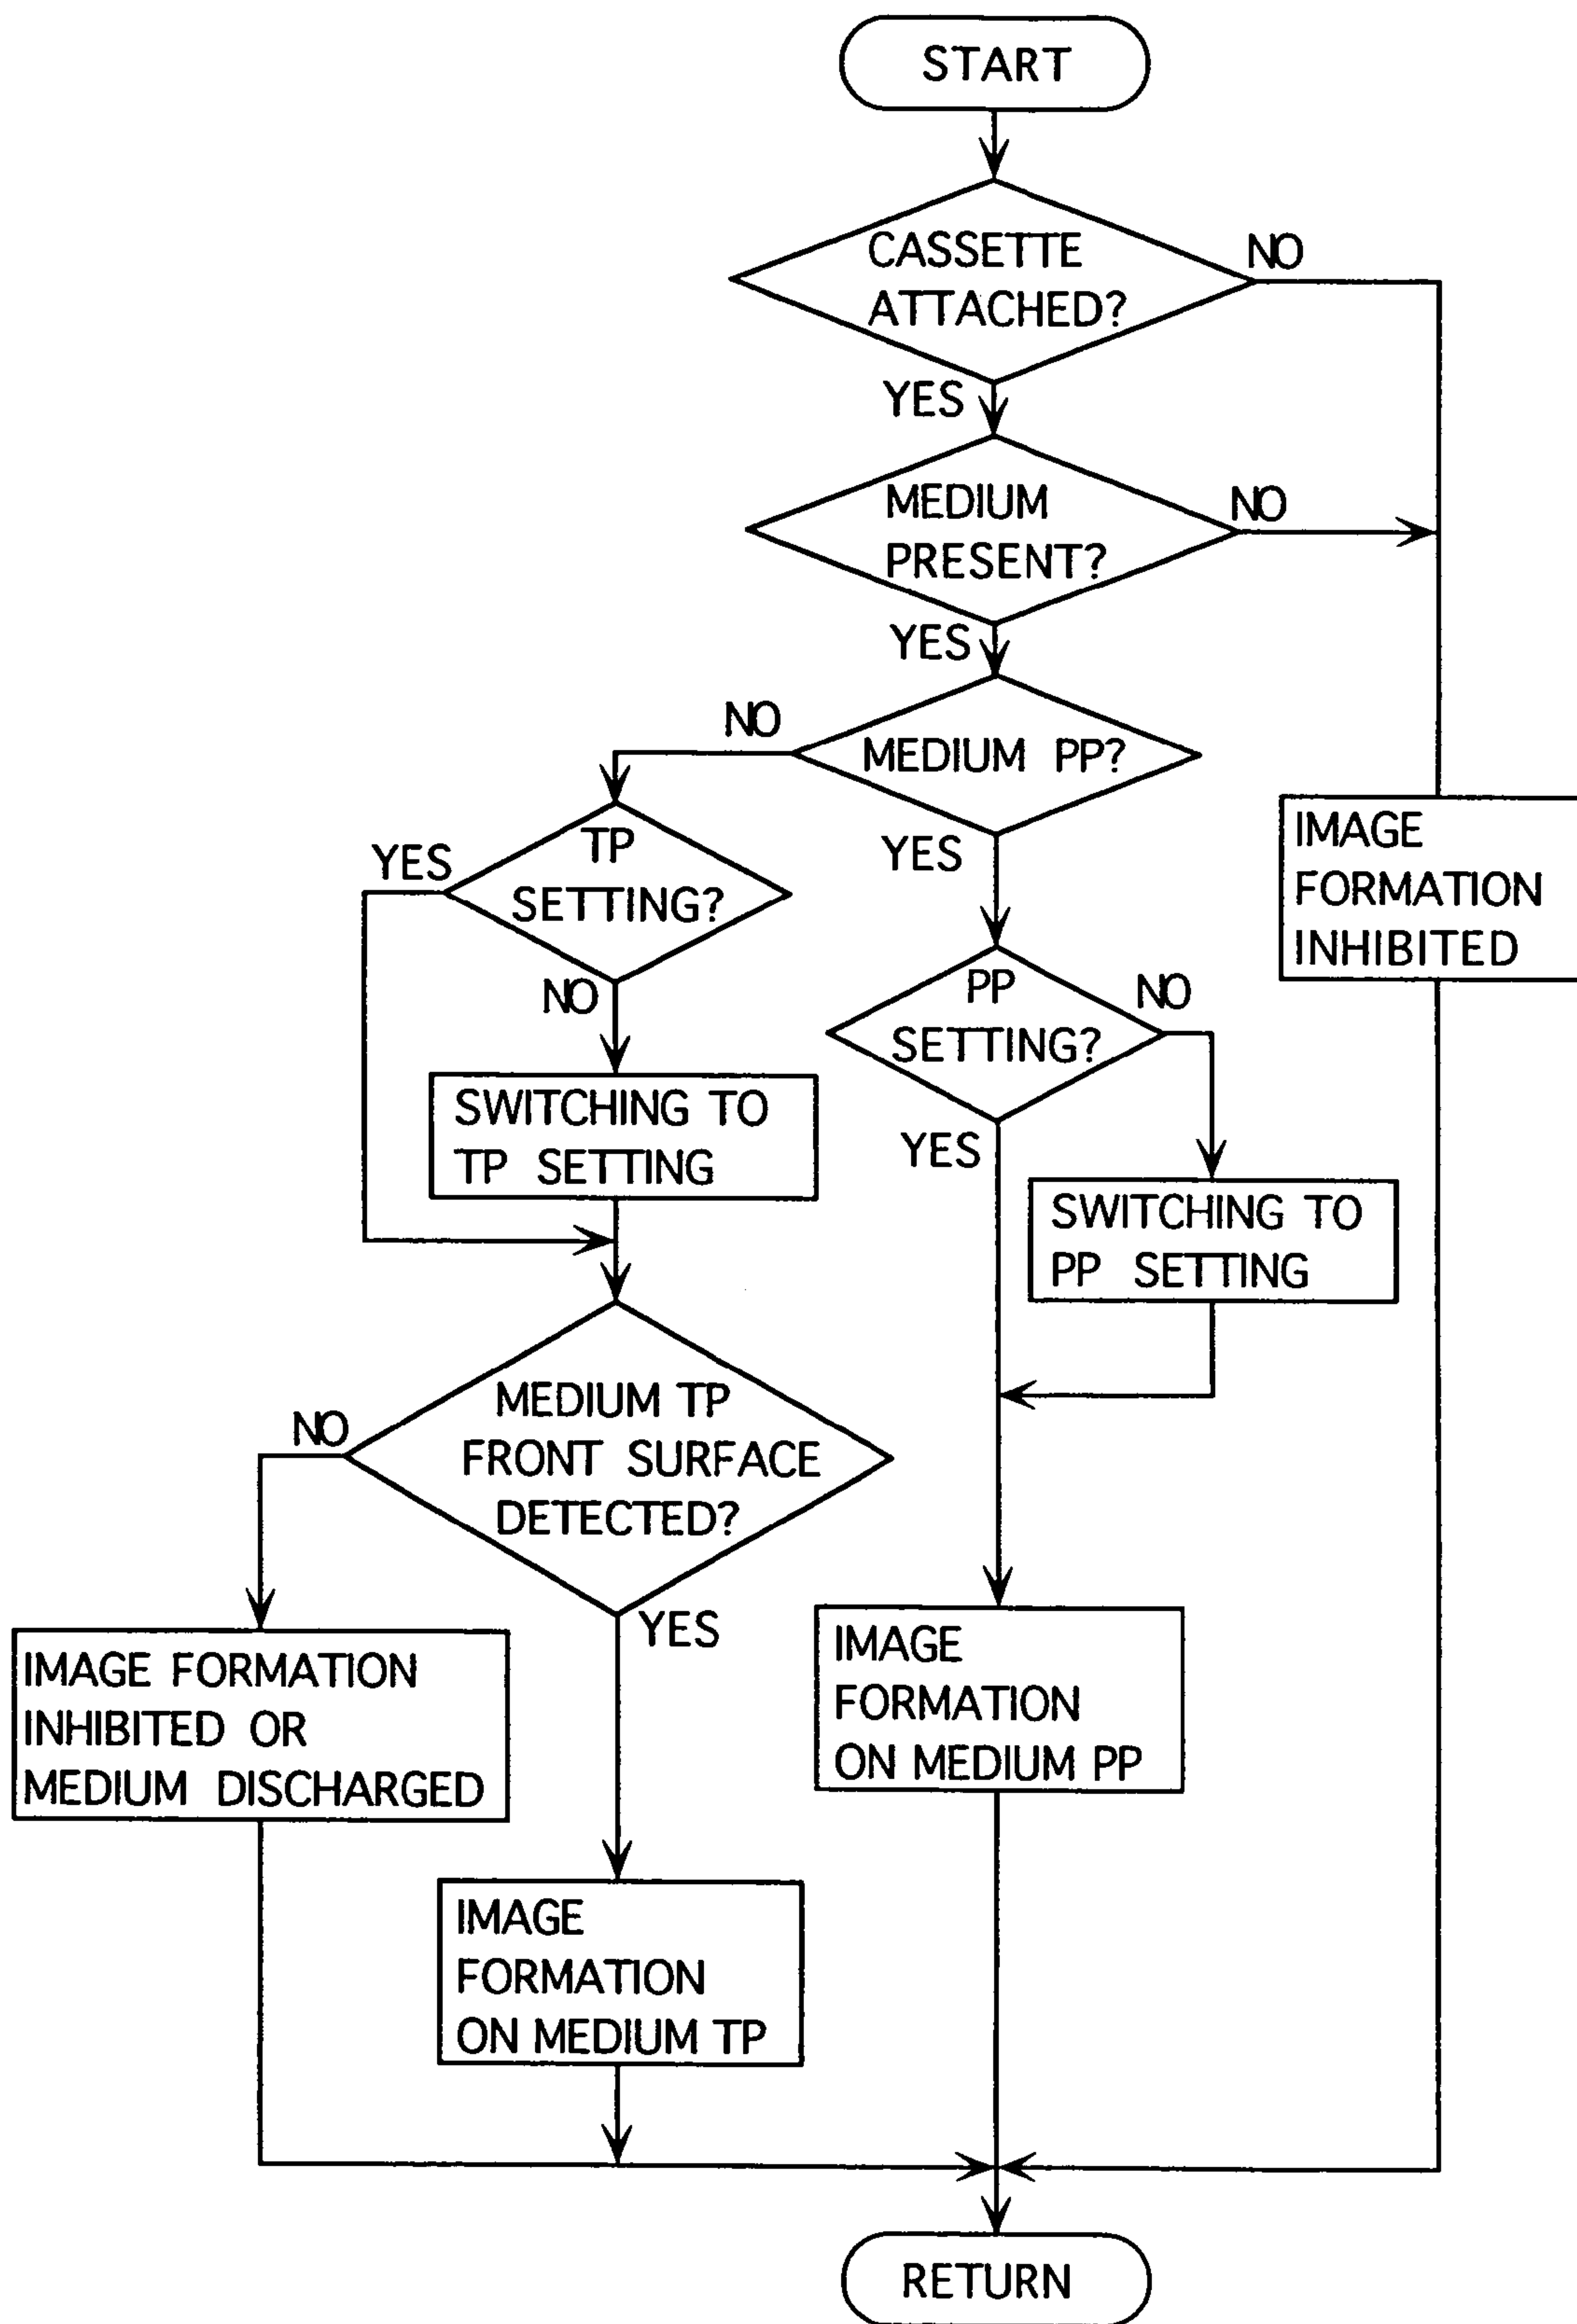 START
CASSETTE
ATTACHED?
NO
YES
MEDIUM
PRESENT?
NO
YES
MEDIUM PP?
NO
YES
TP
SETTING?
YES
NO
IMAGE
FORMATION
INHIBITED
PP
SETTING?
NO
YES
SWITCHING TO
TP SETTING
SWITCHING TO
PP SETTING
MEDIUM TP
FRONT SURFACE
DETECTED?
NO
YES
IMAGE FORMATION
INHIBITED OR
MEDIUM DISCHARGED
IMAGE
FORMATION
ON MEDIUM PP
IMAGE
FORMATION
ON MEDIUM TP
RETURN